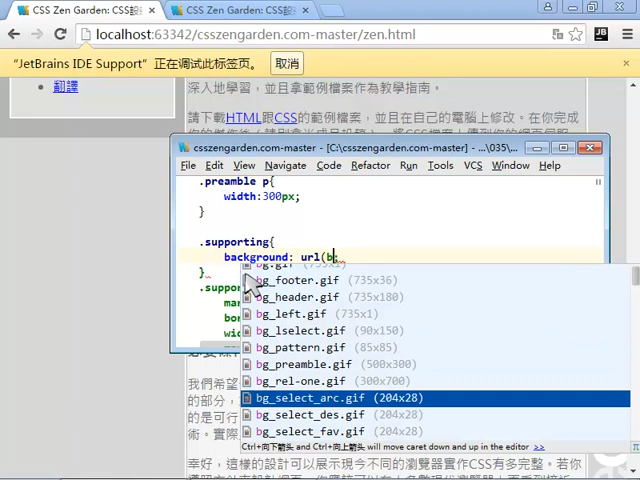 CSS Zen Garden: CSS設
CSS Zen Garden: CSS設
localhost:63342/csszengarden.com-master/zen.html
“JetBrains IDE Support” 正在调试此标签页。 取消
翻譯
深入地學習，並且拿範例檔案作為教學指南。
請下載HTML跟CSS的範例檔案，並且在自己的電腦上修改。在你完成
csszengarden.com-master - [C:\csszengarden.com-master] - ...\035\...
File Edit View Navigate Code Refactor Run Tools VCS Window Help
.preamble p{
width:300px;
}
.supporting{
background: url(b
}
bg.gif (735x1)
bg_footer.gif (735x36)
bg_header.gif (735x180)
bg_left.gif (735x1)
bg_lselect.gif (90x150)
bg_pattern.gif (85x85)
bg_preamble.gif (500x300)
bg_rel-one.gif (300x700)
bg_select_arc.gif (204x28)
bg_select_des.gif (204x28)
bg_select_fav.gif (204x28)
Ctrl+向下箭头 and Ctrl+向上箭头 will move caret down and up in the editor >>
.suppo
mar
bor
wid
我們希望
的部分，
的是可行
術。實際
幸好，這樣的設計可以展示現今不同的瀏覽器實作CSS有多完整。若你